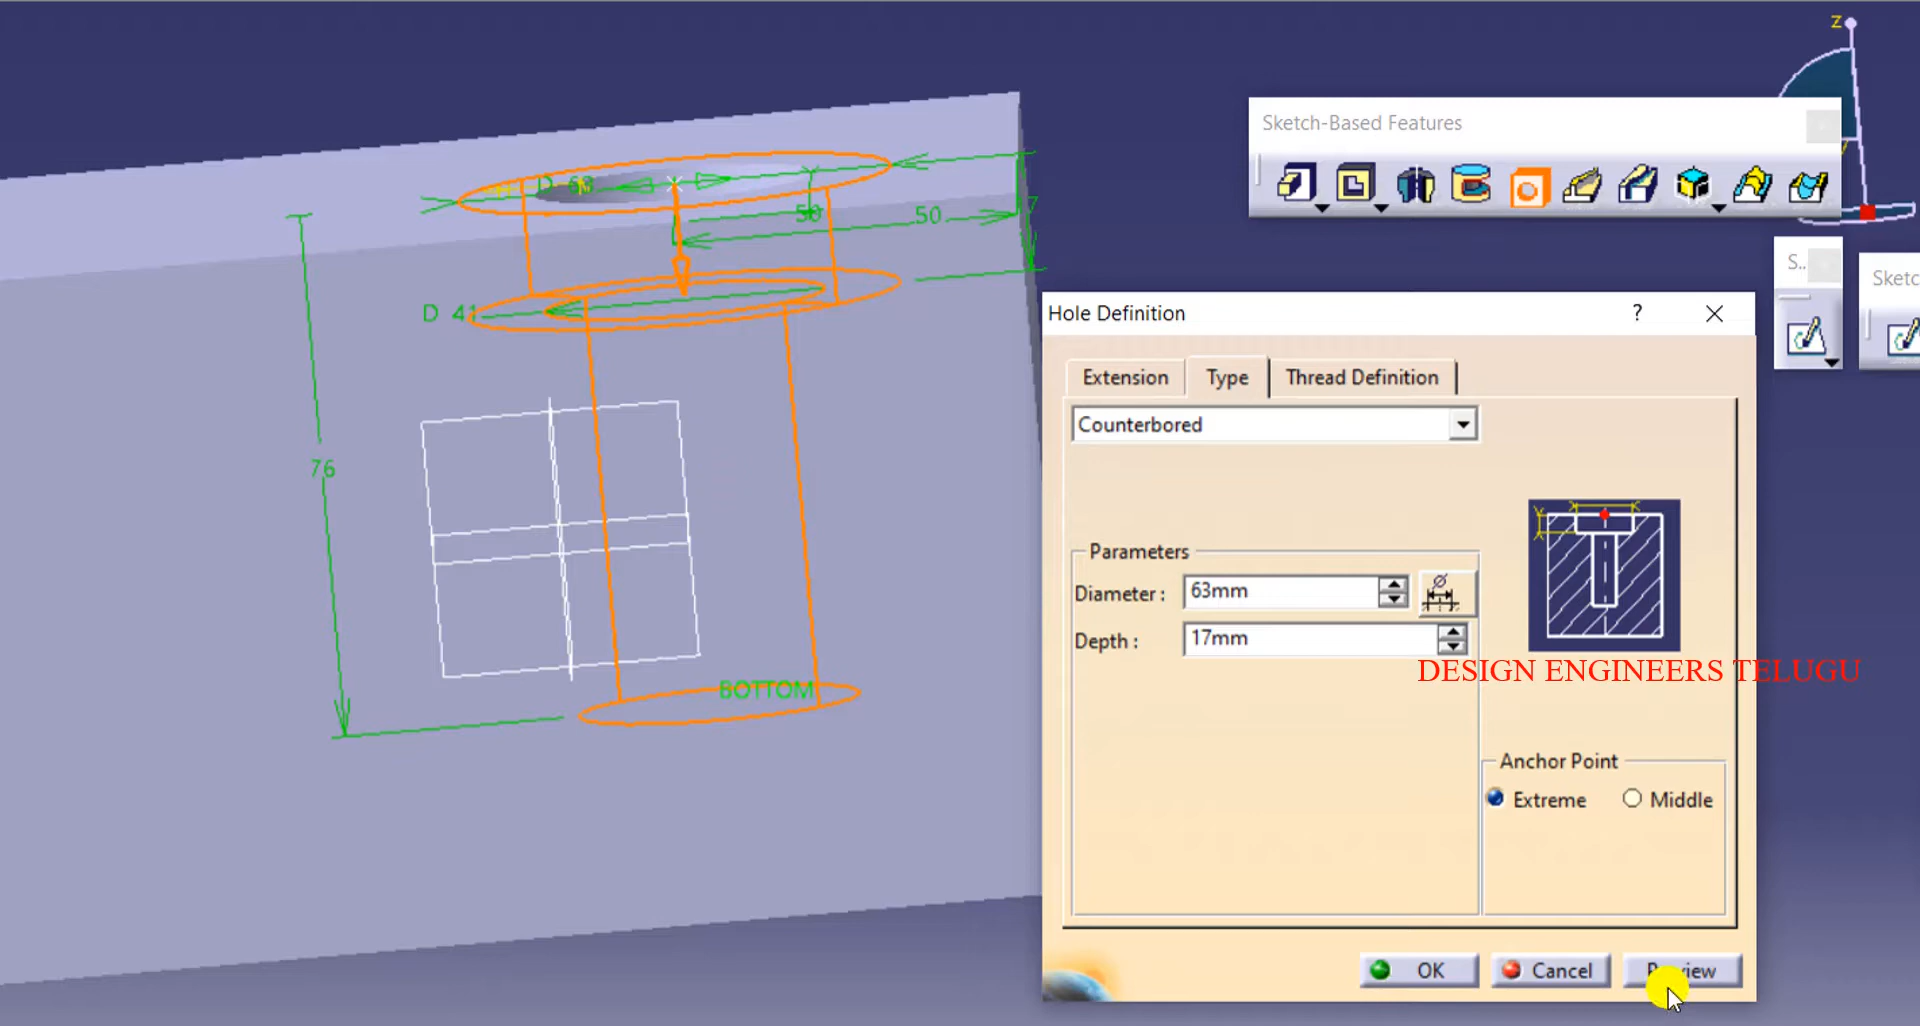 Z
Sketch-Based Features
50
50
D 41
S..
Sketc
Hole Definition
?
Extension
Type
Thread Definition
Counterbored
76
Parameters
Diameter :
63mm
Depth :
17mm
DESIGN ENGINEERS TELUGU
BOTTOM
Anchor Point
Extreme
Middle
OK
Cancel